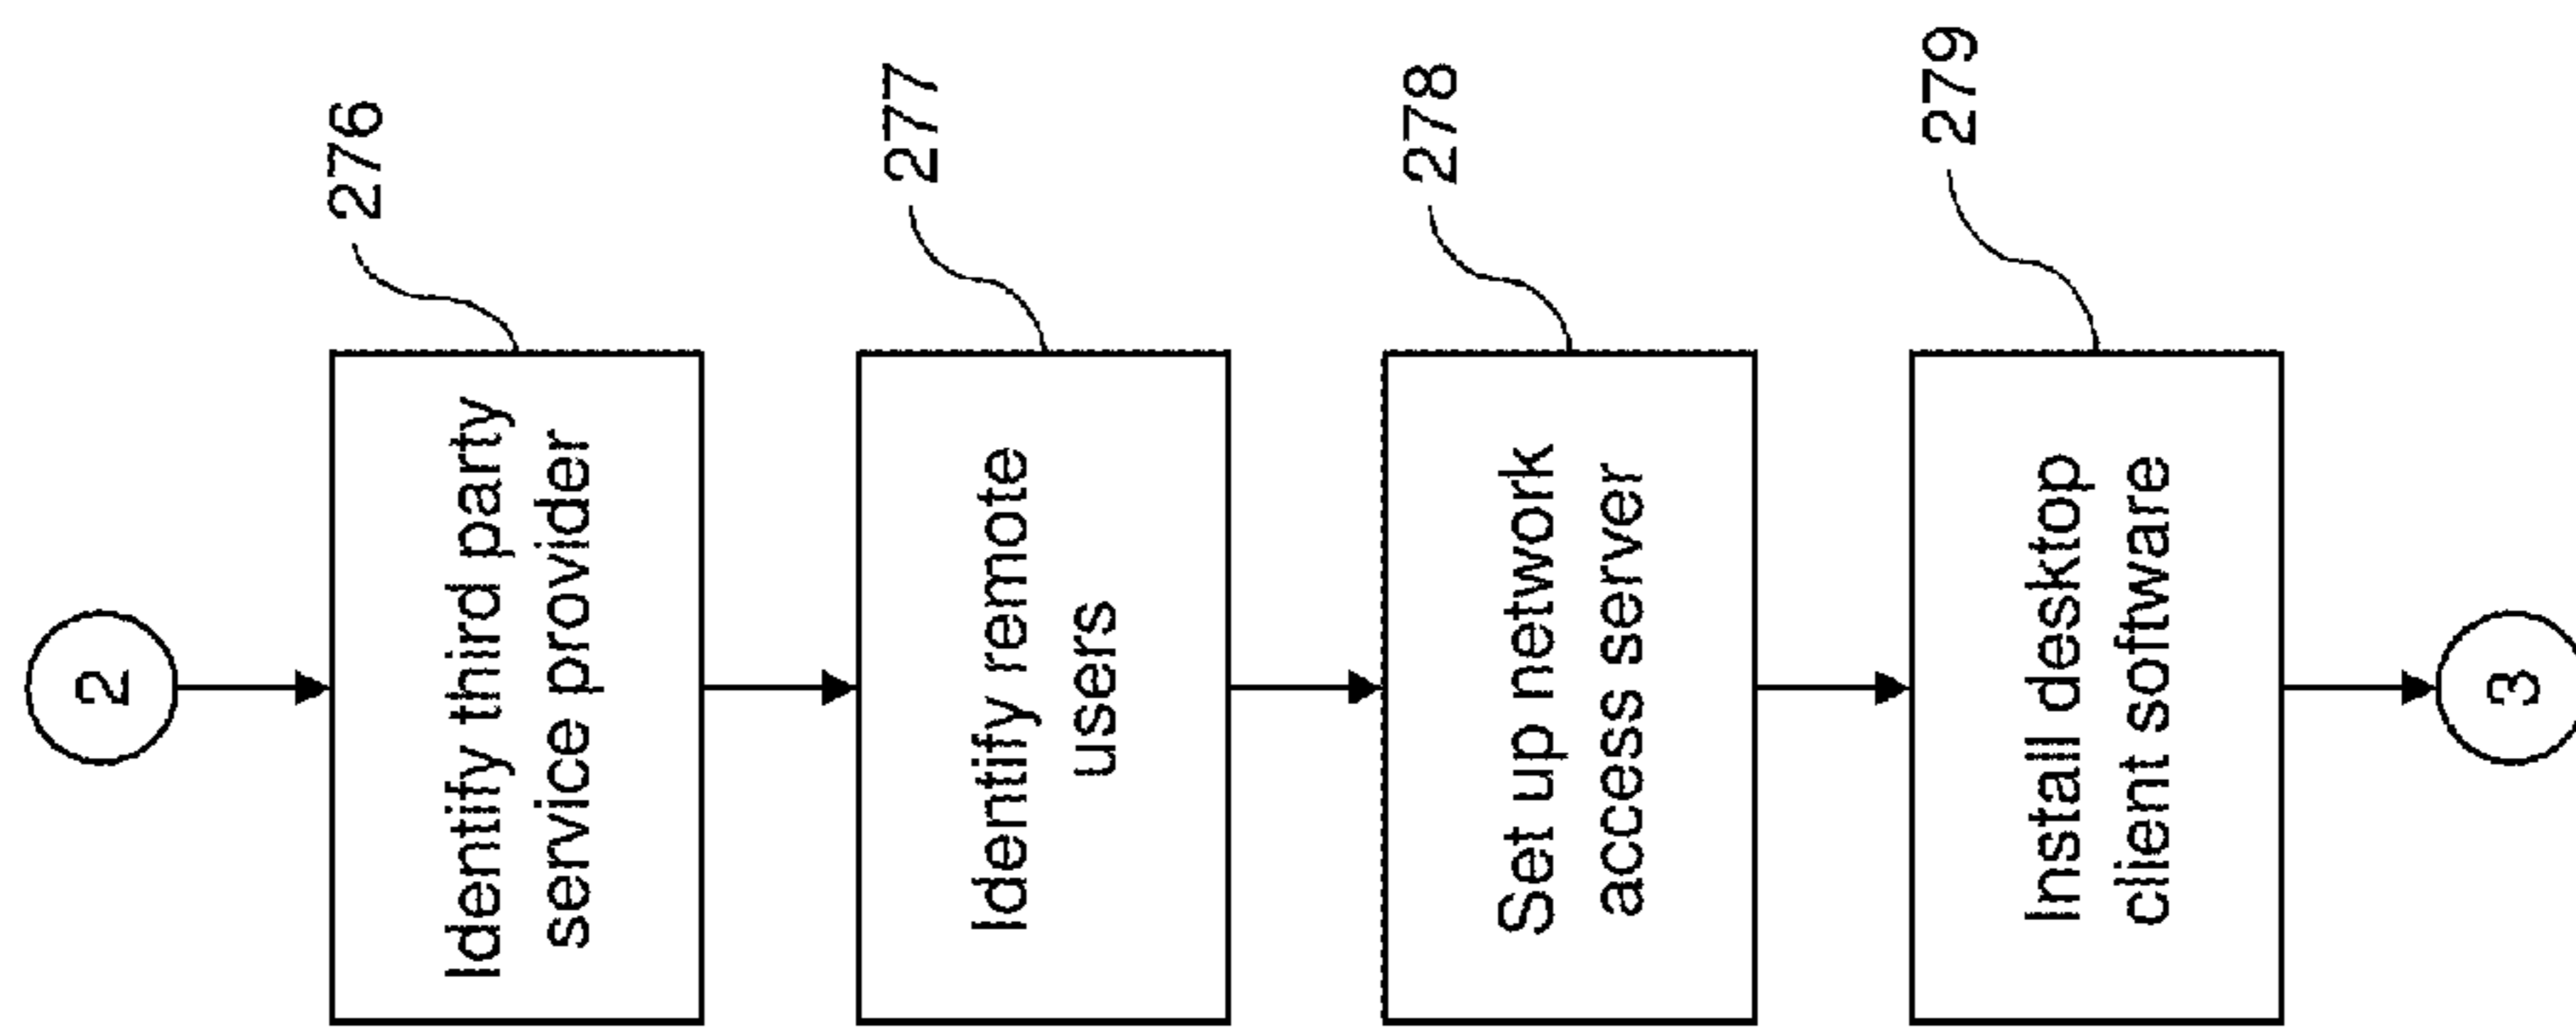 2
276
Identify third party
service provider
277
Identify remote
users
278
Set up network
access server
279
Install desktop
client software
3